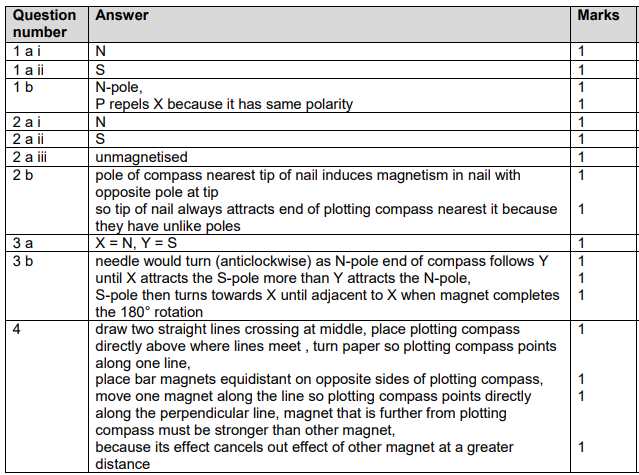 Question number Answer Marks
1 a i N 1
1 a ii S 1
1 b N-pole, 1
P repels X because it has same polarity 1
2 a i N 1
2 a ii S 1
2 a iii unmagnetised 1
2 b pole of compass nearest tip of nail induces magnetism in nail with 1
opposite pole at tip
so tip of nail always attracts end of plotting compass nearest it because 1
they have unlike poles
3 a X = N, Y = S 1
3 b needle would turn (anticlockwise) as N-pole end of compass follows Y 1
until X attracts the S-pole more than Y attracts the N-pole, 1
S-pole then turns towards X until adjacent to X when magnet completes 1
the 180° rotation
4 draw two straight lines crossing at middle, place plotting compass 1
directly above where lines meet , turn paper so plotting compass points
along one line,
place bar magnets equidistant on opposite sides of plotting compass, 1
move one magnet along the line so plotting compass points directly 1
along the perpendicular line, magnet that is further from plotting
compass must be stronger than other magnet,
because its effect cancels out effect of other magnet at a greater 1
distance